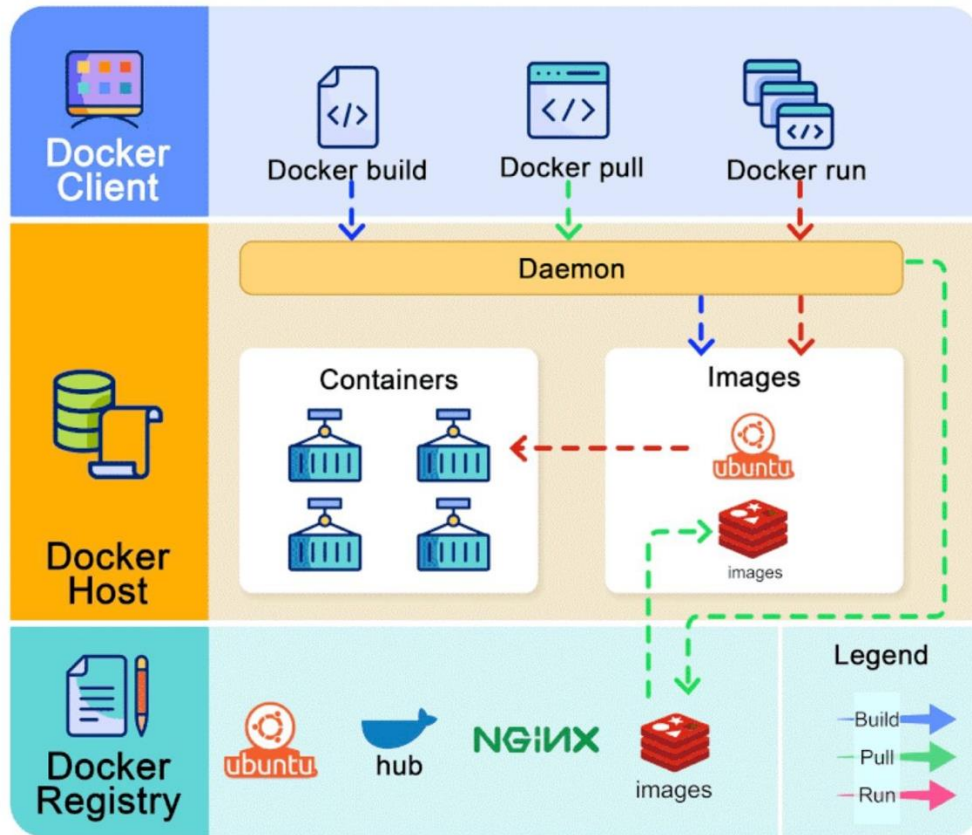 Docker
Client
</>
Docker build
</>
Docker pull
</>
Docker run
Daemon
Docker
Host
Containers
Images
ubuntu
images
Docker
Registry
ubuntu
hub
NGiNX
images
Legend
Build
Pull
Run